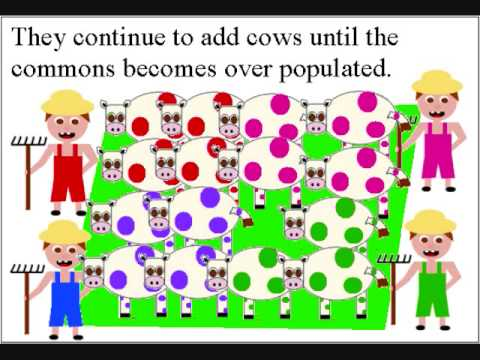 They continue to add cows until the
commons becomes over populated.